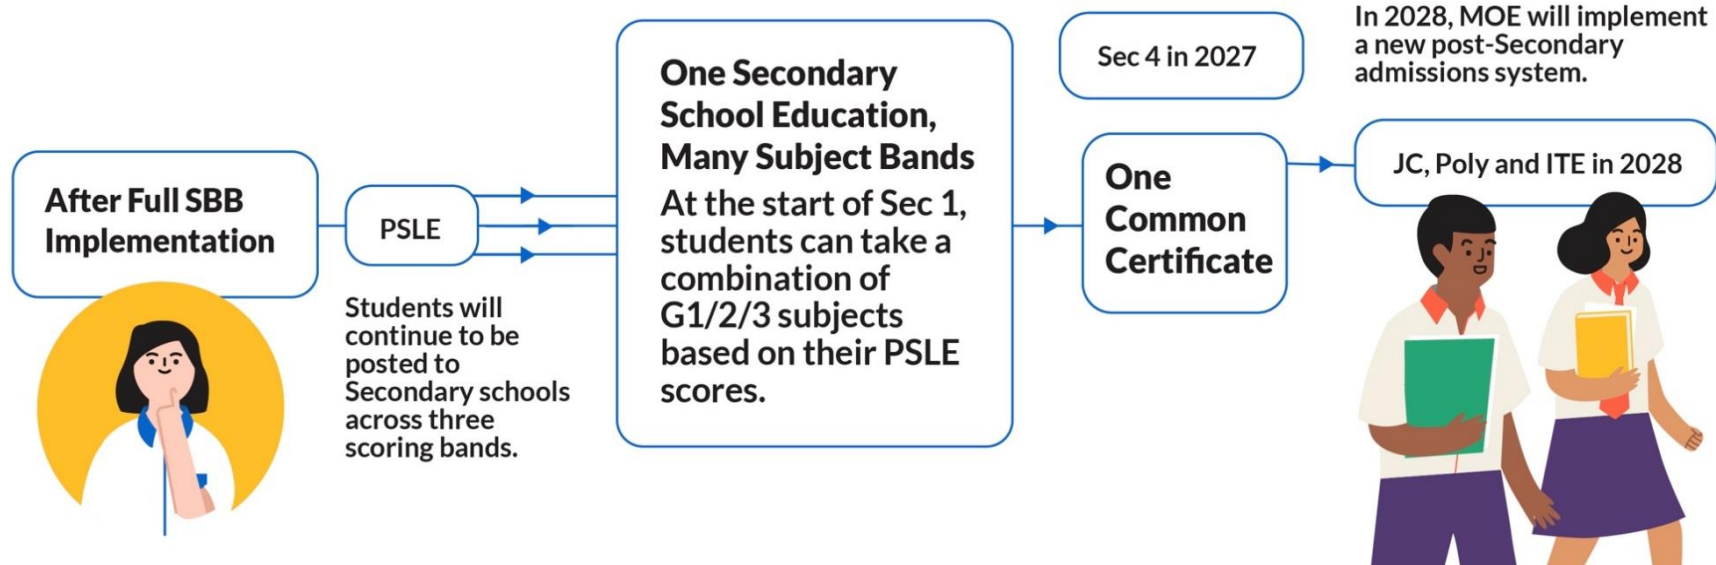 After Full SBB
Implementation
PSLE
Students will
continue to be
posted to
Secondary schools
across three
scoring bands.
One Secondary
School Education,
Many Subject Bands
At the start of Sec 1,
students can take a
combination of
G1/2/3 subjects
based on their PSLE
scores.
Sec 4 in 2027
One
Common
Certificate
In 2028, MOE will implement
a new post-Secondary
admissions system.
JC, Poly and ITE in 2028